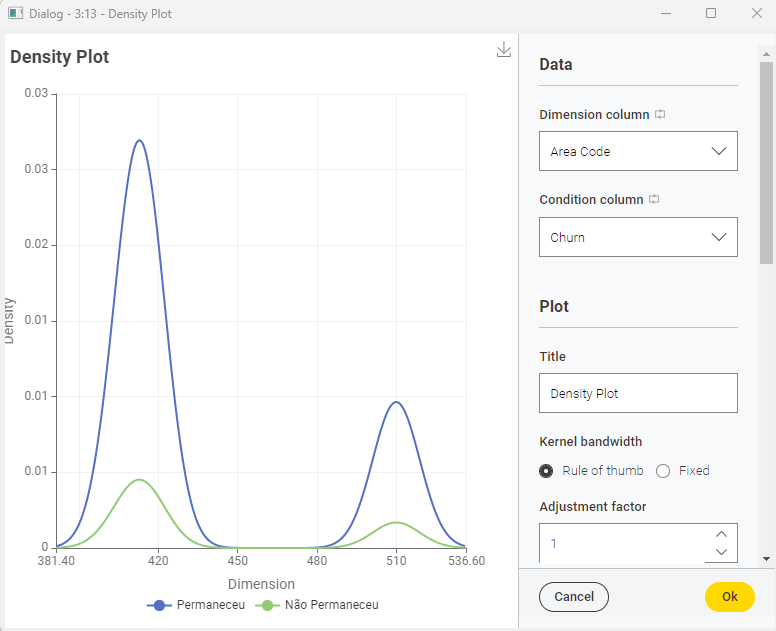 Dialog - 3:13 - Density Plot
Density Plot
0.03
0.03
0.02
0.01
0.01
0.01
0
Density
381.40 420 450 480 510 536.60
Dimension
Permaneceu Não Permaneceu
Data
Dimension column
Area Code
Condition column
Churn
Plot
Title
Density Plot
Kernel bandwidth
Rule of thumb Fixed
Adjustment factor
1
Cancel Ok